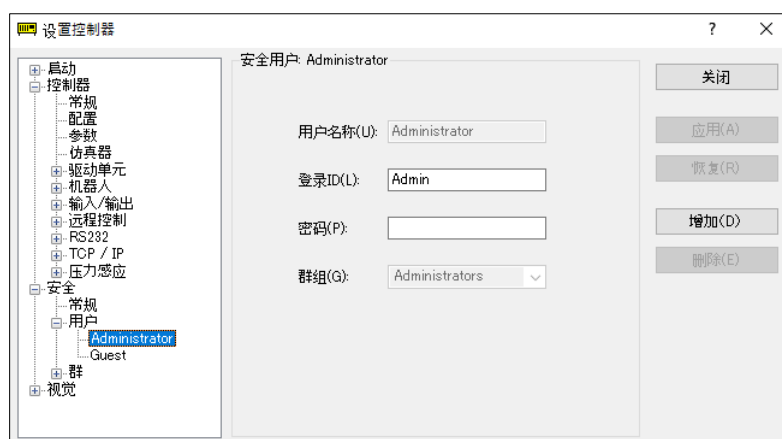 设置控制器
?
安全用户: Administrator
启动
控制器
常规
配置
参数
仿真器
驱动单元
机器人
输入/输出
远程控制
RS232
TCP / IP
压力感应
安全
常规
用户
Administrator
Guest
群
视觉
用户名称(U): Administrator
登录ID(L): Admin
密码(P):
群组(G): Administrators
关闭
应用(A)
恢复(R)
增加(D)
删除(E)